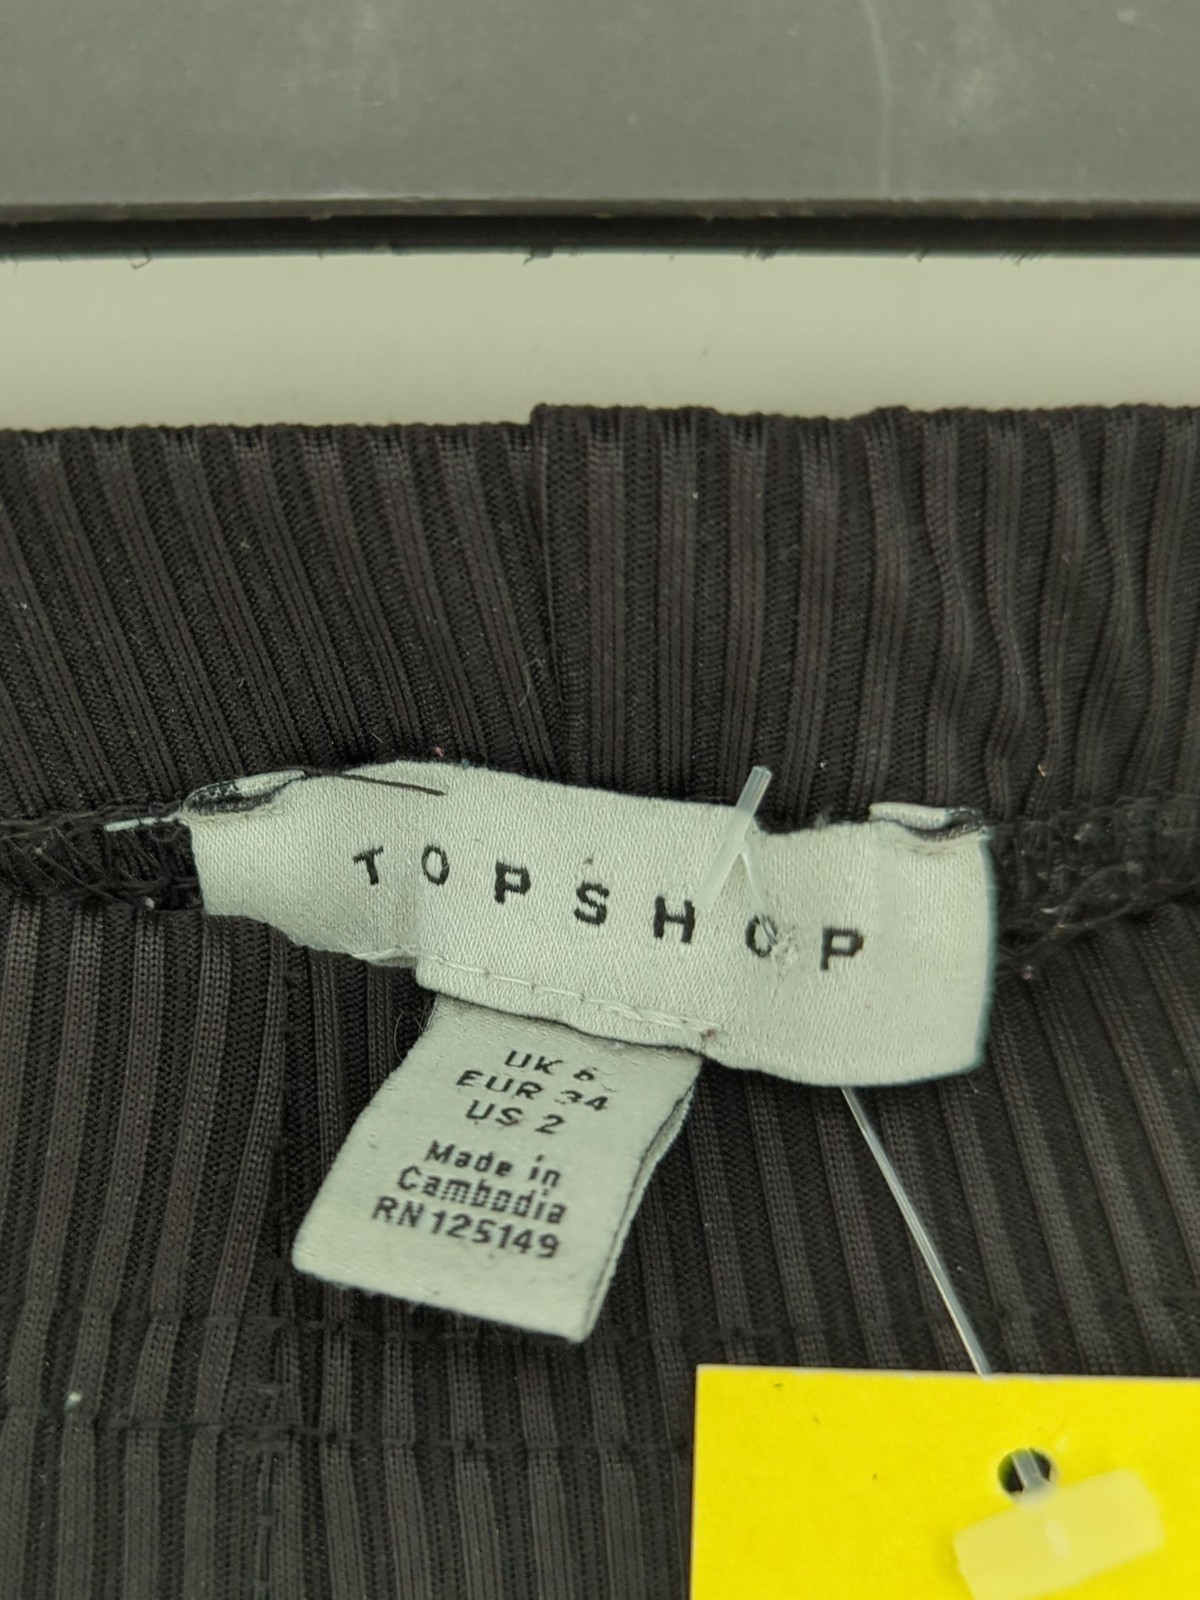 TOPSHOP
UK 6
EUR 34
US 2
Made in
Cambodia
RN 125149